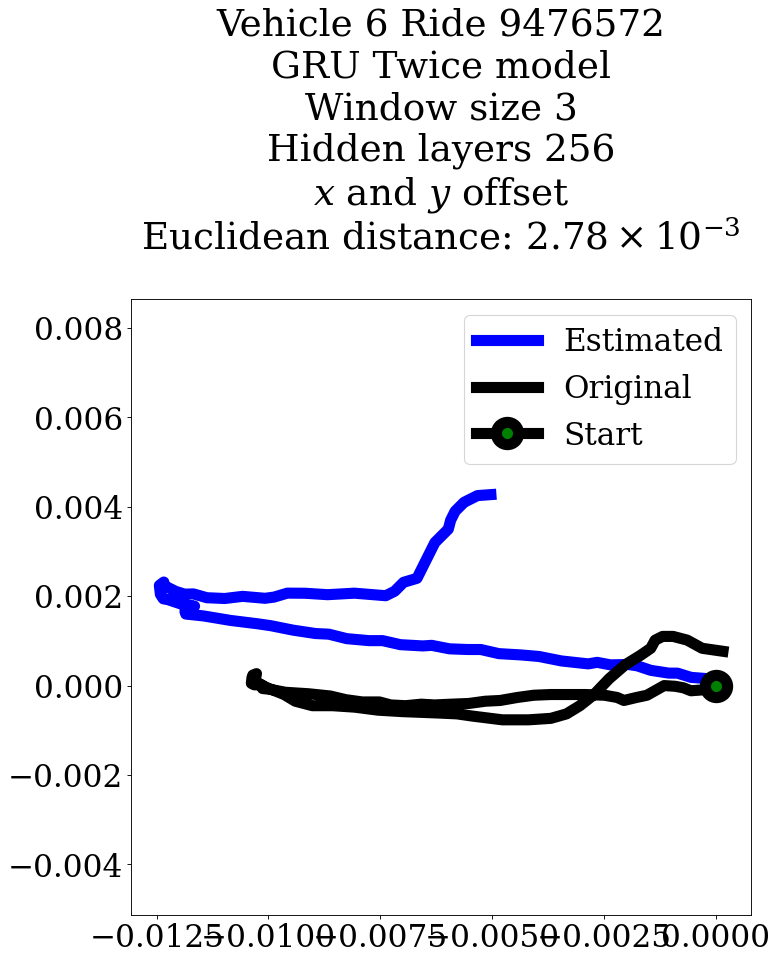 Vehicle 6 Ride 9476572
GRU Twice model
Window size 3
Hidden layers 256
x and y offset
Euclidean distance: 2.78 × 10⁻³
Estimated
Original
Start
0.008
0.006
0.004
0.002
0.000
−0.002
−0.004
−0.0125 −0.0100 −0.0075 −0.0050 −0.0025 0.0000